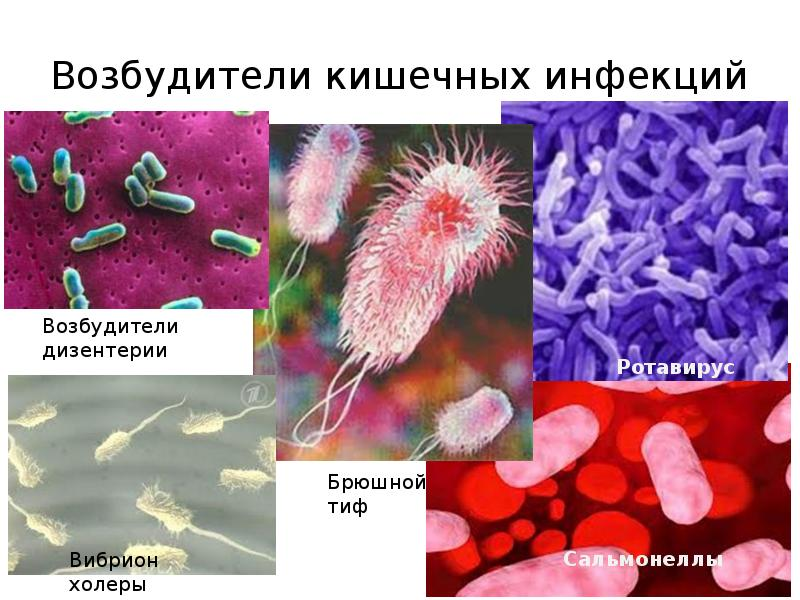 Возбудители кишечных инфекций
Возбудители
дизентерии
Ротавирус
Брюшной
тиф
Вибрион
холеры
Сальмонеллы